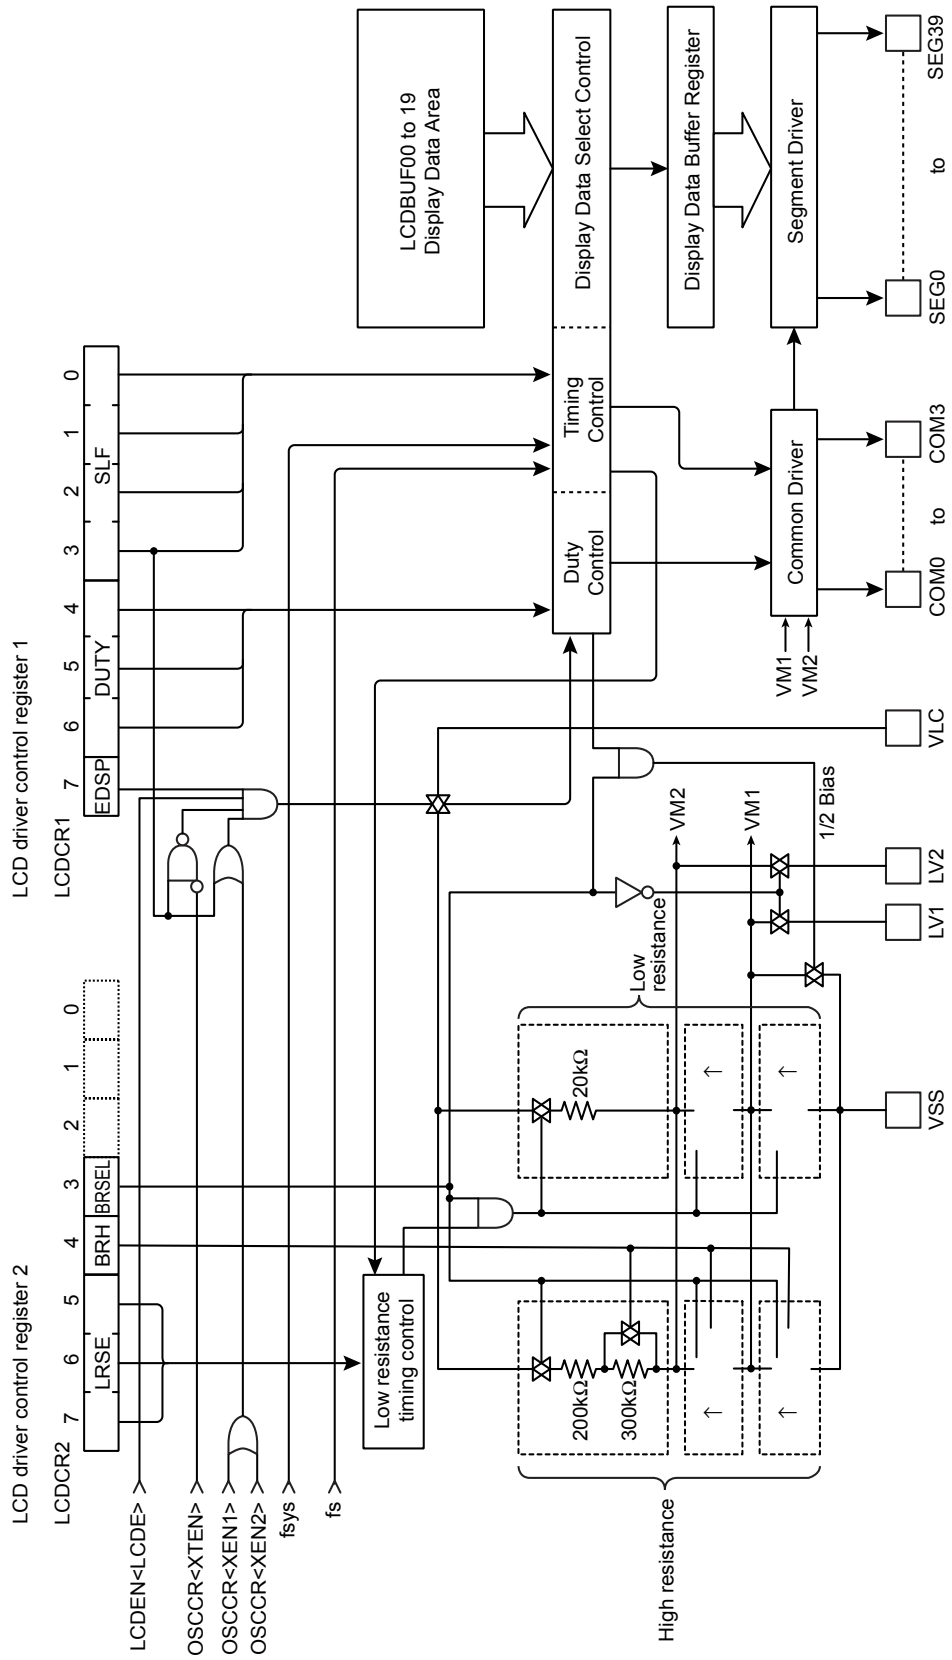 LCD driver control register 2
LCDCR2
7 6 5 4 3 2 1 0
LRSE BRH BRSEL
LCD driver control register 1
LCDCR1
7 6 5 4 3 2 1 0
EDSP DUTY SLF
LCDEN<LCDE>
OSCCR<XTEN>
OSCCR<XEN1>
OSCCR<XEN2>
fsys
fs
Low resistance
timing control
LCDBUF00 to 19
Display Data Area
Duty
Control
Timing
Control
Display Data Select Control
Display Data Buffer Register
High resistance
200kΩ
300kΩ
↑
↑
20kΩ
↑
↑
Low
resistance
VM2
VM1
1/2 Bias
VM1
VM2
Common Driver
Segment Driver
VSS
LV1
LV2
VLC
COM0 to COM3
SEG0 to SEG39